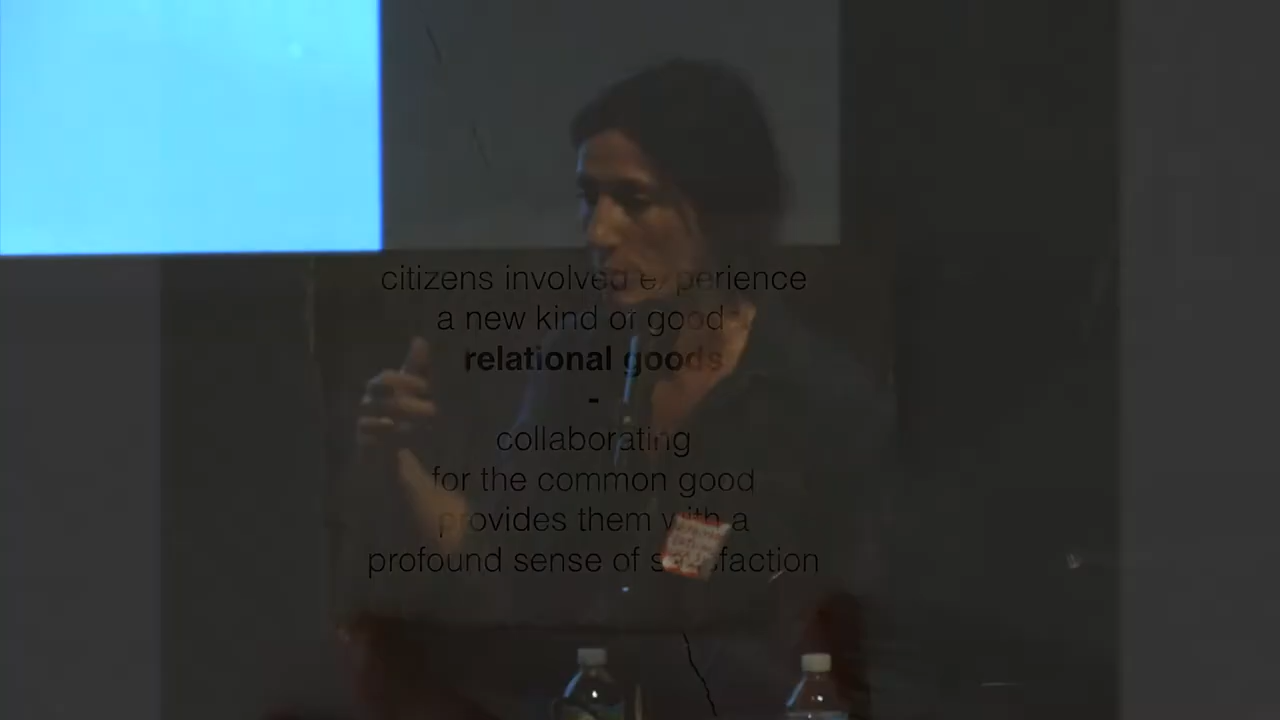 citizens involved experience
a new kind of good
relational goods
-
collaborating
for the common good
provides them with a
profound sense of satisfaction